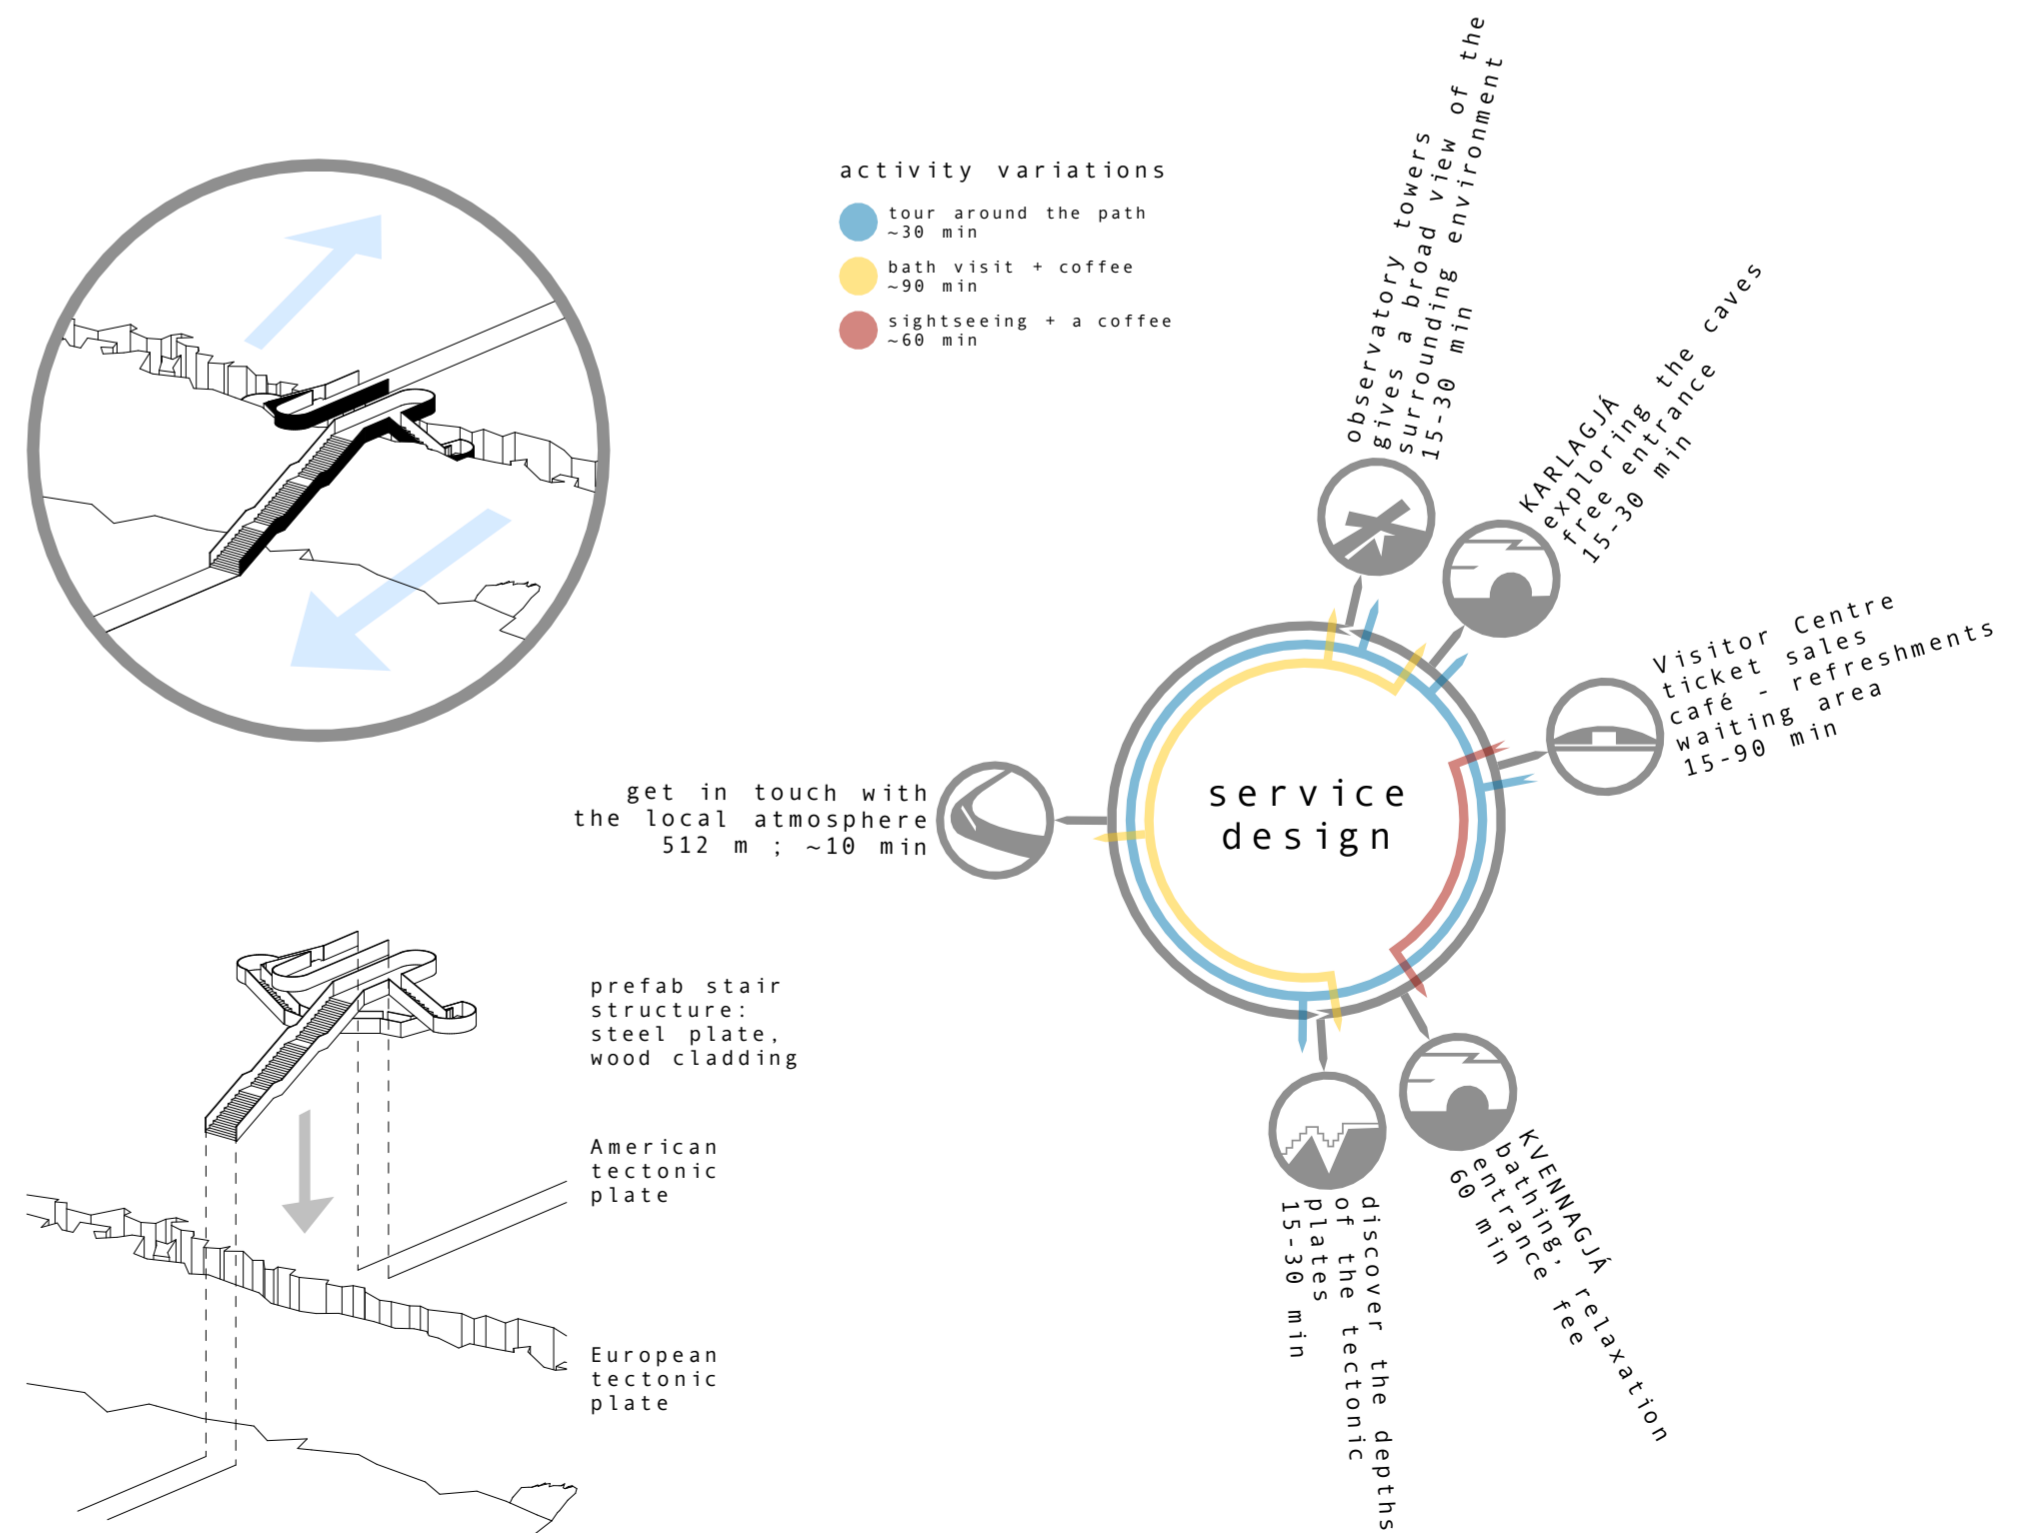 activity variations
tour around the path
~30 min
bath visit + coffee
~90 min
sightseeing + a coffee
~60 min
observatory towers
gives a broad view of the
surrounding environment
15-30 min
KARLAGJÁ
exploring the caves
free entrance
15-30 min
Visitor Centre
ticket sales
café - refreshments
waiting area
15-90 min
service
design
get in touch with
the local atmosphere
512 m ; ~10 min
KVENNAGJÁ
bathing, relaxation
entrance fee
60 min
discover the depths
of the tectonic
plates
15-30 min
prefab stair
structure:
steel plate,
wood cladding
American
tectonic
plate
European
tectonic
plate